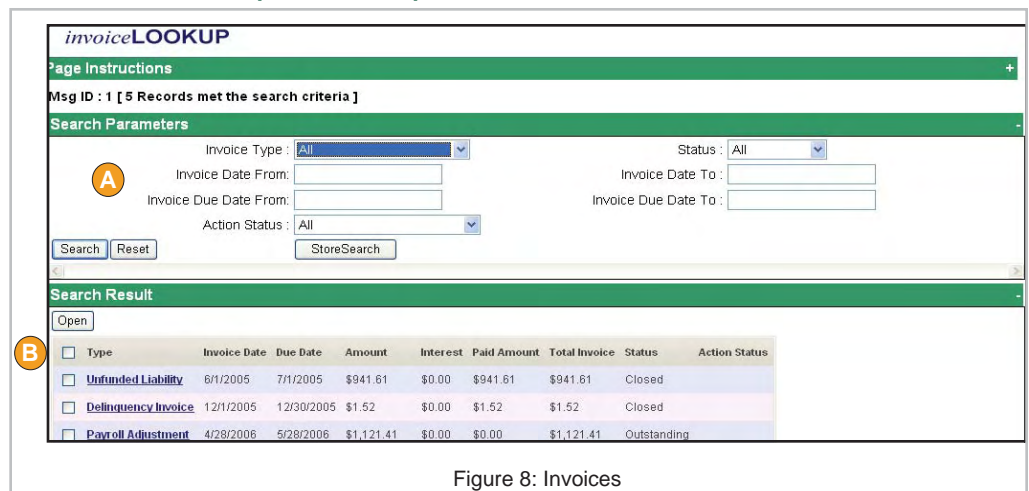 invoiceLOOKUP
Page Instructions +
Msg ID : 1 [ 5 Records met the search criteria ]
Search Parameters -
Invoice Type : All Status : All
A
Invoice Date From: Invoice Date To :
Invoice Due Date From: Invoice Due Date To :
Action Status : All
Search Reset StoreSearch
Search Result -
Open
B
Type Invoice Date Due Date Amount Interest Paid Amount Total Invoice Status Action Status
Unfunded Liability 6/1/2005 7/1/2005 $941.61 $0.00 $941.61 $941.61 Closed
Delinquency Invoice 12/1/2005 12/30/2005 $1.52 $0.00 $1.52 $1.52 Closed
Payroll Adjustment 4/28/2006 5/28/2006 $1,121.41 $0.00 $0.00 $1,121.41 Outstanding
Figure 8: Invoices